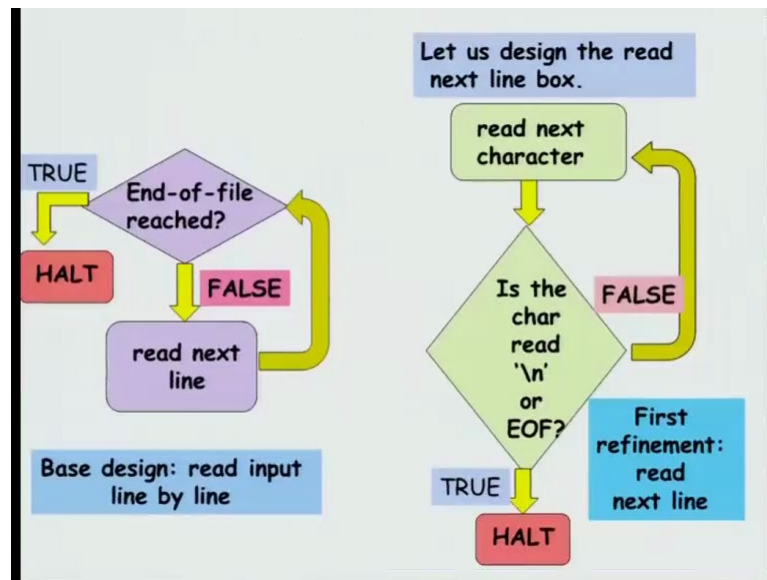 TRUE
End-of-file
reached?
HALT
FALSE
read next
line
Base design: read input
line by line
Let us design the read
next line box.
read next
character
Is the
char
read
'\n'
or
EOF?
FALSE
TRUE
HALT
First
refinement:
read
next line